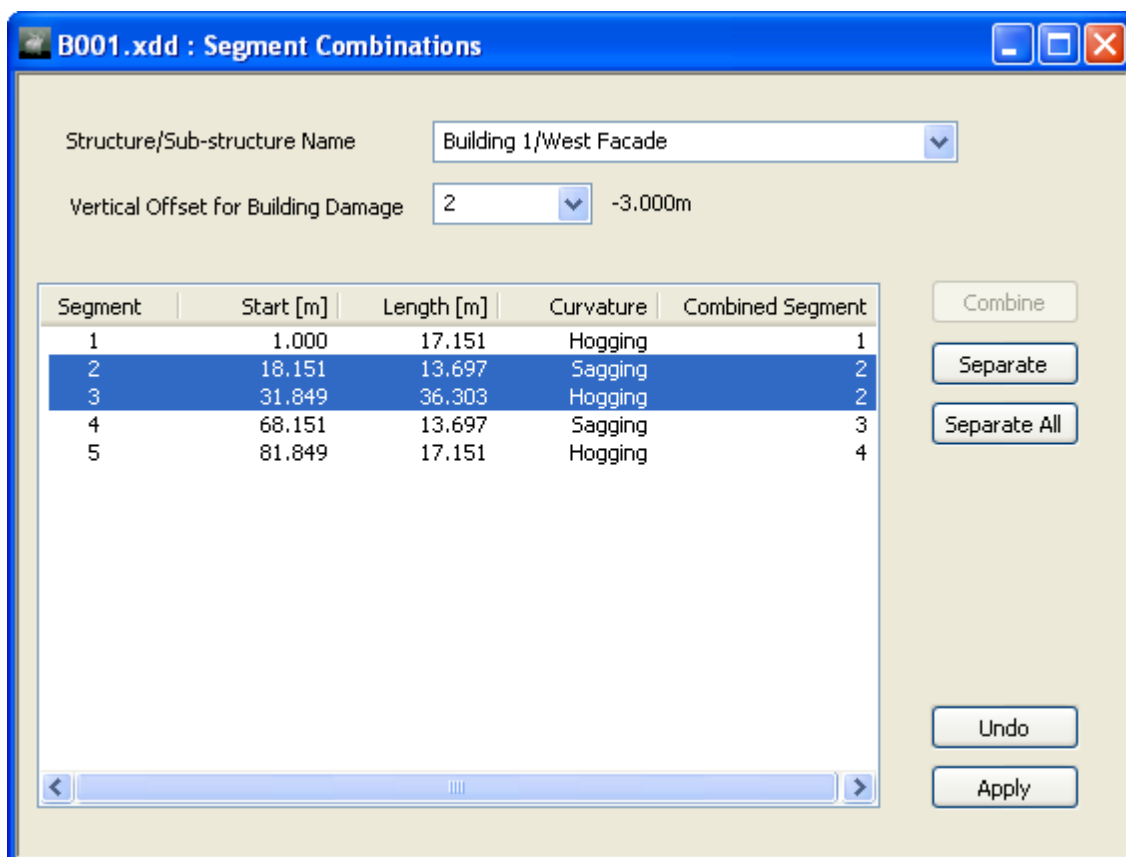 B001.xdd : Segment Combinations
Structure/Sub-structure Name Building 1/West Facade
Vertical Offset for Building Damage 2 -3.000m
Segment Start [m] Length [m] Curvature Combined Segment
1 1.000 17.151 Hogging 1
2 18.151 13.697 Sagging 2
3 31.849 36.303 Hogging 2
4 68.151 13.697 Sagging 3
5 81.849 17.151 Hogging 4
Combine
Separate
Separate All
Undo
Apply